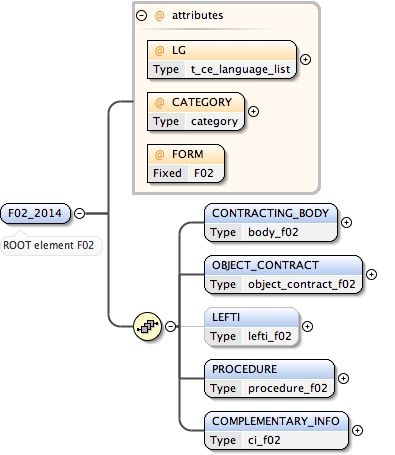 @ attributes
@ LG
Type t_ce_language_list
@ CATEGORY
Type category
@ FORM
Fixed F02
F02_2014
ROOT element F02
CONTRACTING_BODY
Type body_f02
OBJECT_CONTRACT
Type object_contract_f02
LEFTI
Type lefti_f02
PROCEDURE
Type procedure_f02
COMPLEMENTARY_INFO
Type ci_f02